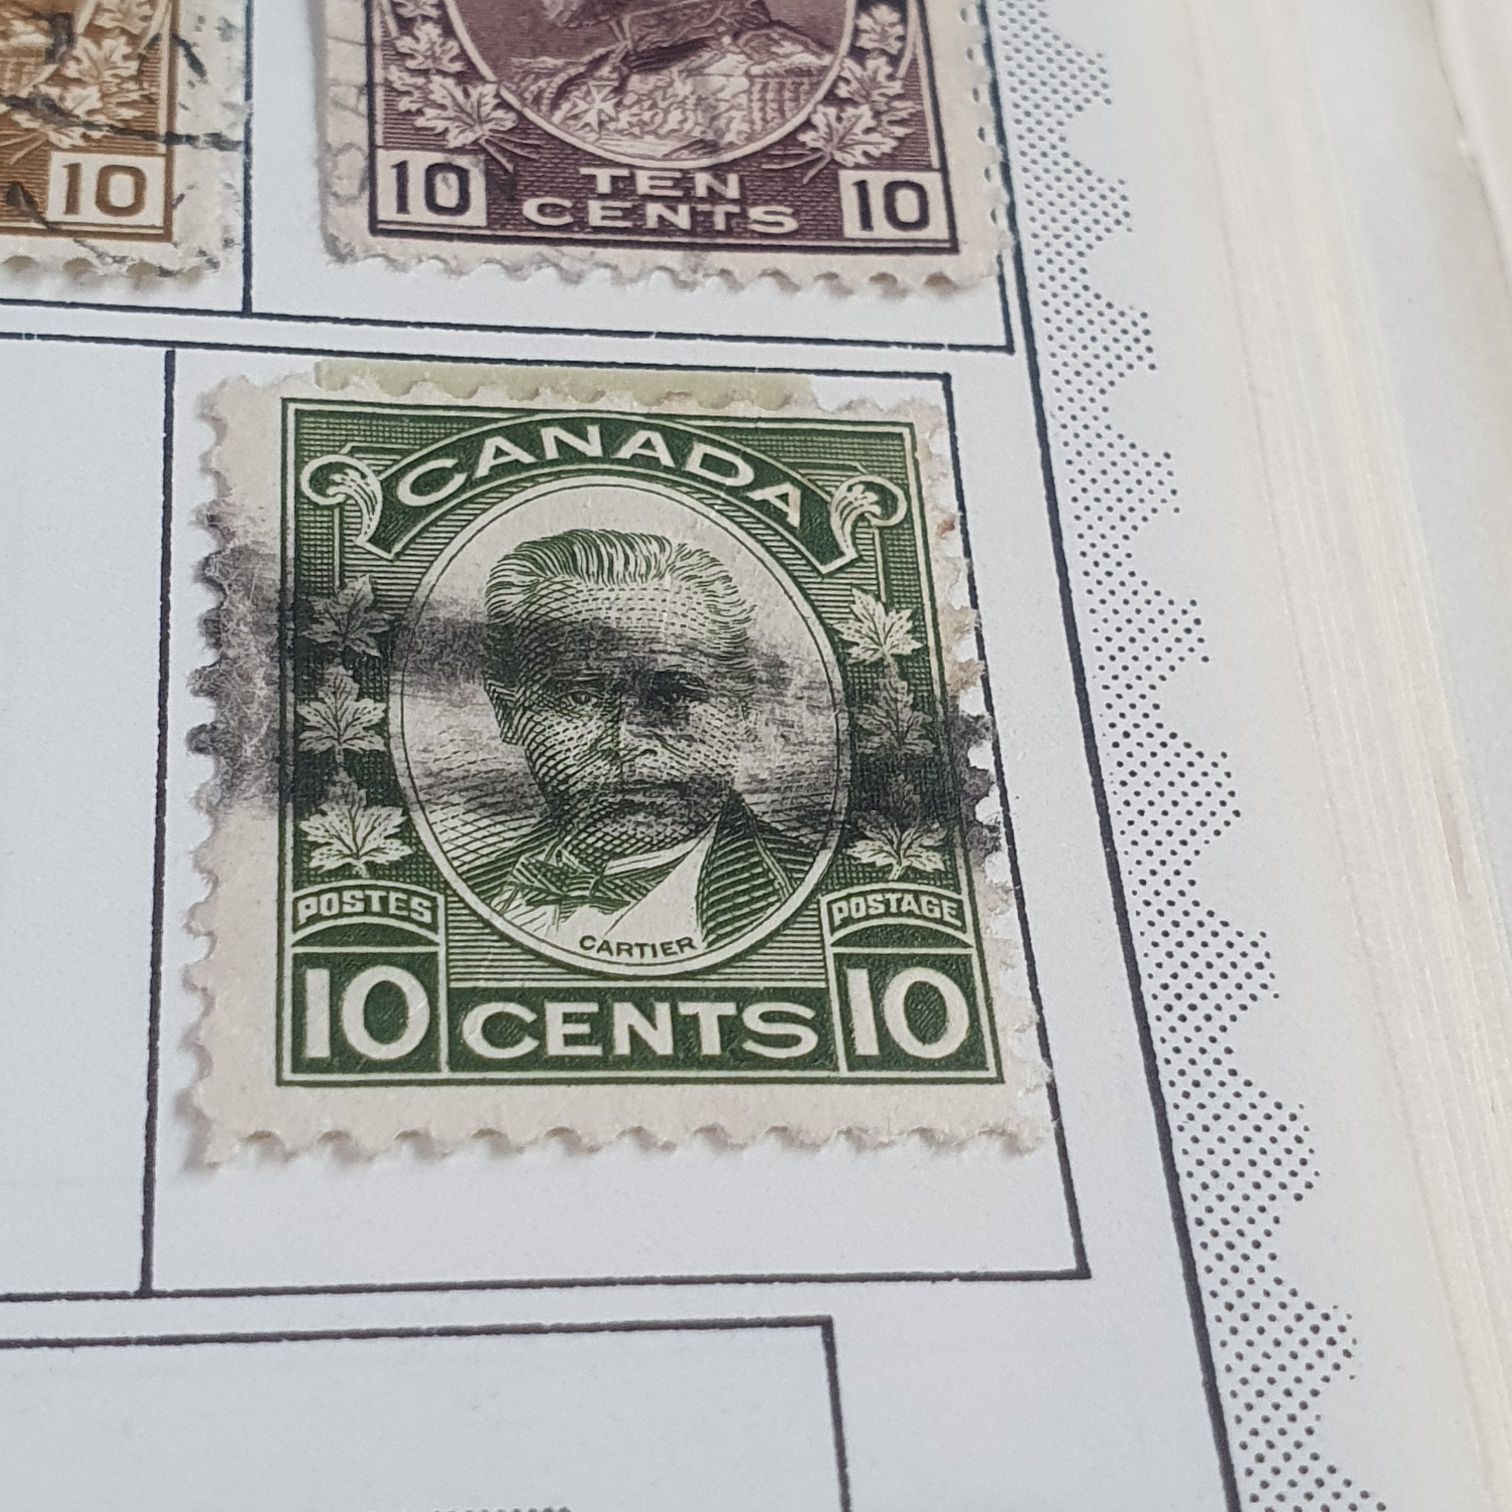 10
10 TEN 10
CENTS
CANADA
POSTES POSTAGE
CARTIER
10 CENTS 10